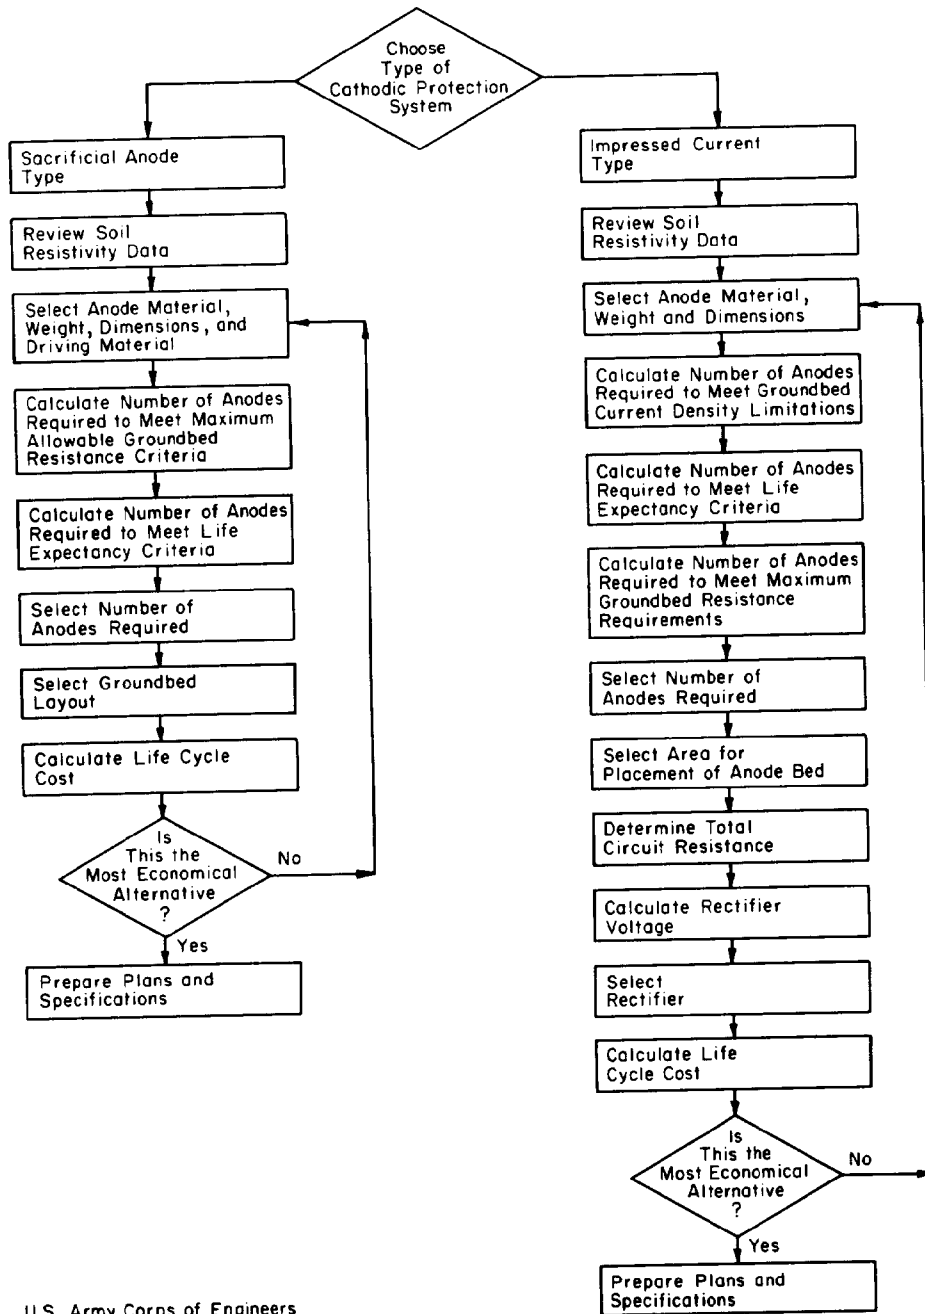 Choose
Type of
Cathodic Protection
System
Sacrificial Anode
Type
Review Soil
Resistivity Data
Select Anode Material,
Weight, Dimensions, and
Driving Material
Calculate Number of Anodes
Required to Meet Maximum
Allowable Groundbed
Resistance Criteria
Calculate Number of Anodes
Required to Meet Life
Expectancy Criteria
Select Number of
Anodes Required
Select Groundbed
Layout
Calculate Life Cycle
Cost
Is
This the
Most Economical
Alternative
?
No
Yes
Prepare Plans and
Specifications
Impressed Current
Type
Review Soil
Resistivity Data
Select Anode Material,
Weight and Dimensions
Calculate Number of Anodes
Required to Meet Groundbed
Current Density Limitations
Calculate Number of Anodes
Required to Meet Life
Expectancy Criteria
Calculate Number of Anodes
Required to Meet Maximum
Groundbed Resistance
Requirements
Select Number of
Anodes Required
Select Area for
Placement of Anode Bed
Determine Total
Circuit Resistance
Calculate Rectifier
Voltage
Select
Rectifier
Calculate Life
Cycle Cost
Is
This the
Most Economical
Alternative
?
No
Yes
Prepare Plans and
Specifications
U.S. Army Corps of Engineers